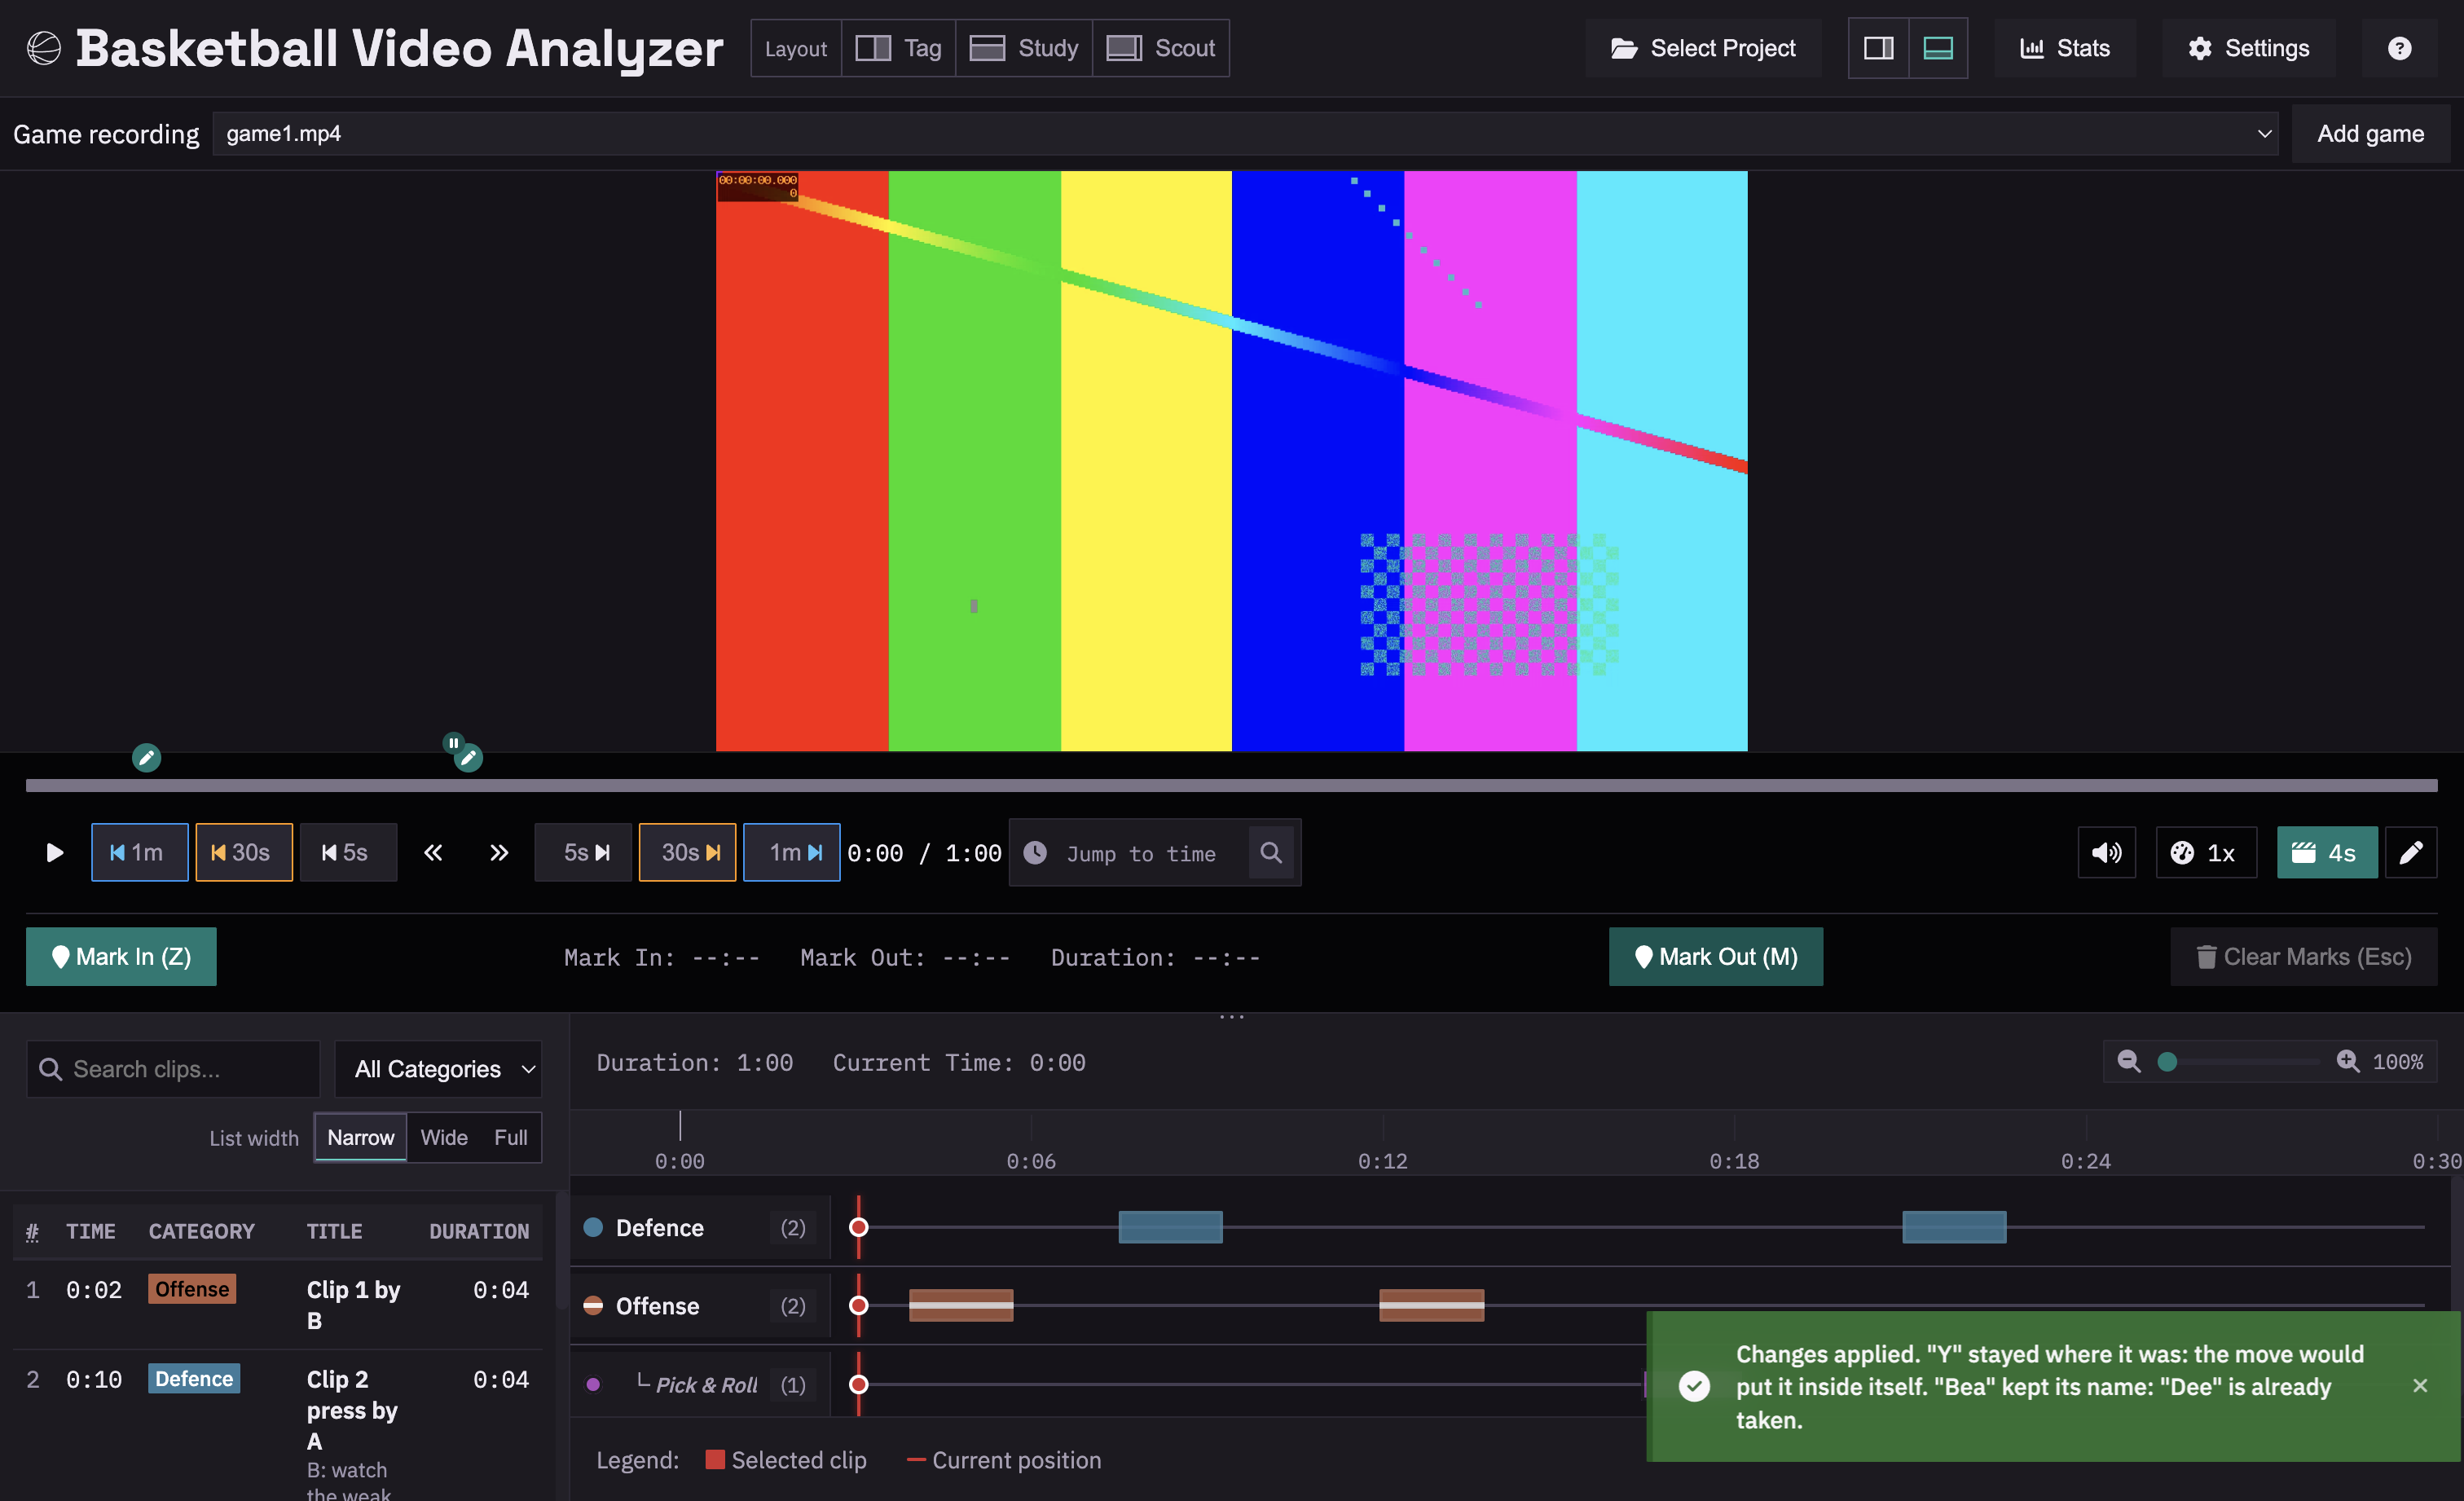 Basketball Video Analyzer
Layout Tag Study Scout
Select Project
Stats
Settings
?
Game recording game1.mp4 Add game
00:00:00.000
0
1m 30s 5s 5s 30s 1m 0:00 / 1:00 Jump to time 1x 4s
Mark In (Z) Mark In: --:-- Mark Out: --:-- Duration: --:-- Mark Out (M) Clear Marks (Esc)
Search clips... All Categories
List width Narrow Wide Full
# TIME CATEGORY TITLE DURATION
1 0:02 Offense Clip 1 by 0:04
B
2 0:10 Defence Clip 2 0:04
press by
A
B: watch
the weak
Duration: 1:00 Current Time: 0:00 100%
0:00 0:06 0:12 0:18 0:24 0:30
Defence (2)
Offense (2)
Pick & Roll (1)
Legend: Selected clip Current position
Changes applied. "Y" stayed where it was: the move would
put it inside itself. "Bea" kept its name: "Dee" is already
taken.